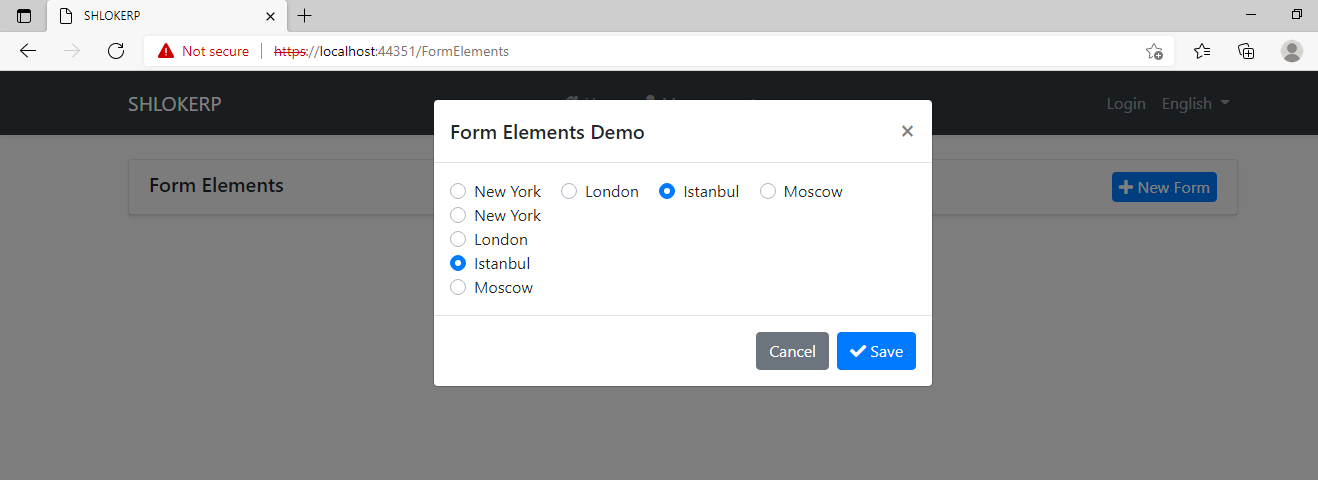 SHLOKERP
Not secure https://localhost:44351/FormElements
SHLOKERP
Login English
Form Elements Demo ×
Form Elements
New Form
New York London Istanbul Moscow
New York
London
Istanbul
Moscow
Cancel Save